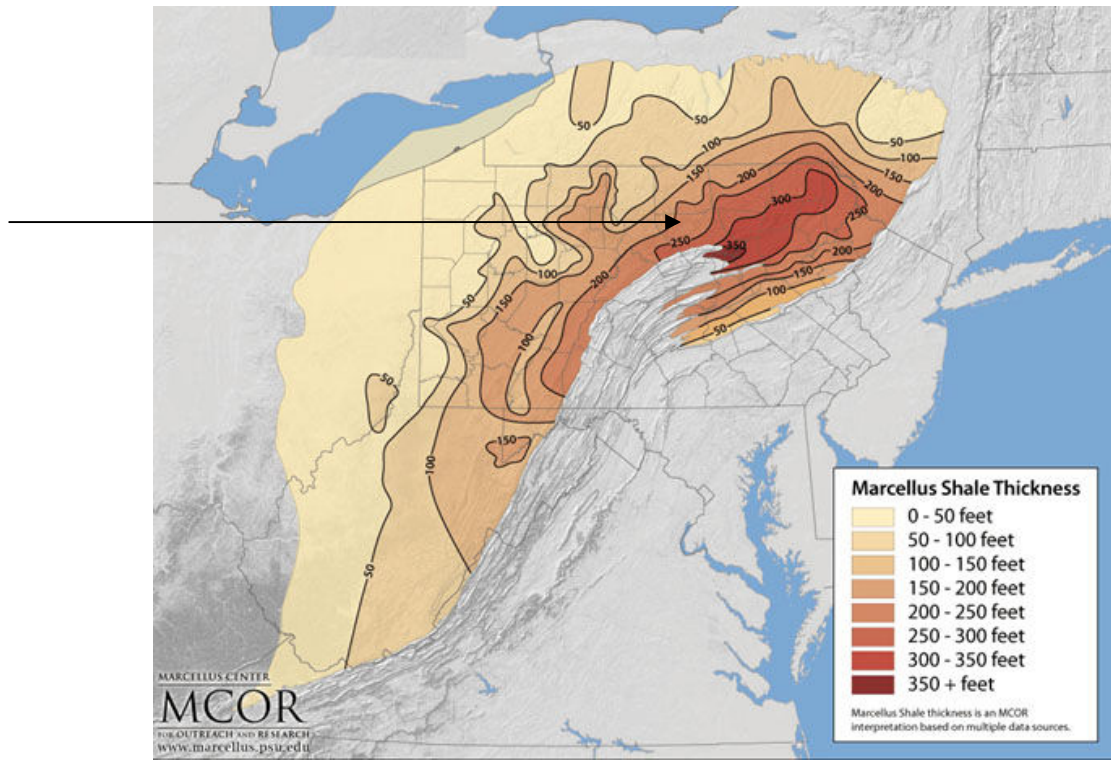 50
50
50
100
100
150
150
200
200
300
250
250
350
200
150
100
50
100
200
150
50
100
50
150
100
50
Marcellus Shale Thickness
0 - 50 feet
50 - 100 feet
100 - 150 feet
150 - 200 feet
200 - 250 feet
250 - 300 feet
300 - 350 feet
350 + feet
Marcellus Shale thickness is an MCOR
interpretation based on multiple data sources.
MARCELLUS CENTER
MCOR
FOR OUTREACH AND RESEARCH
www.marcellus.psu.edu